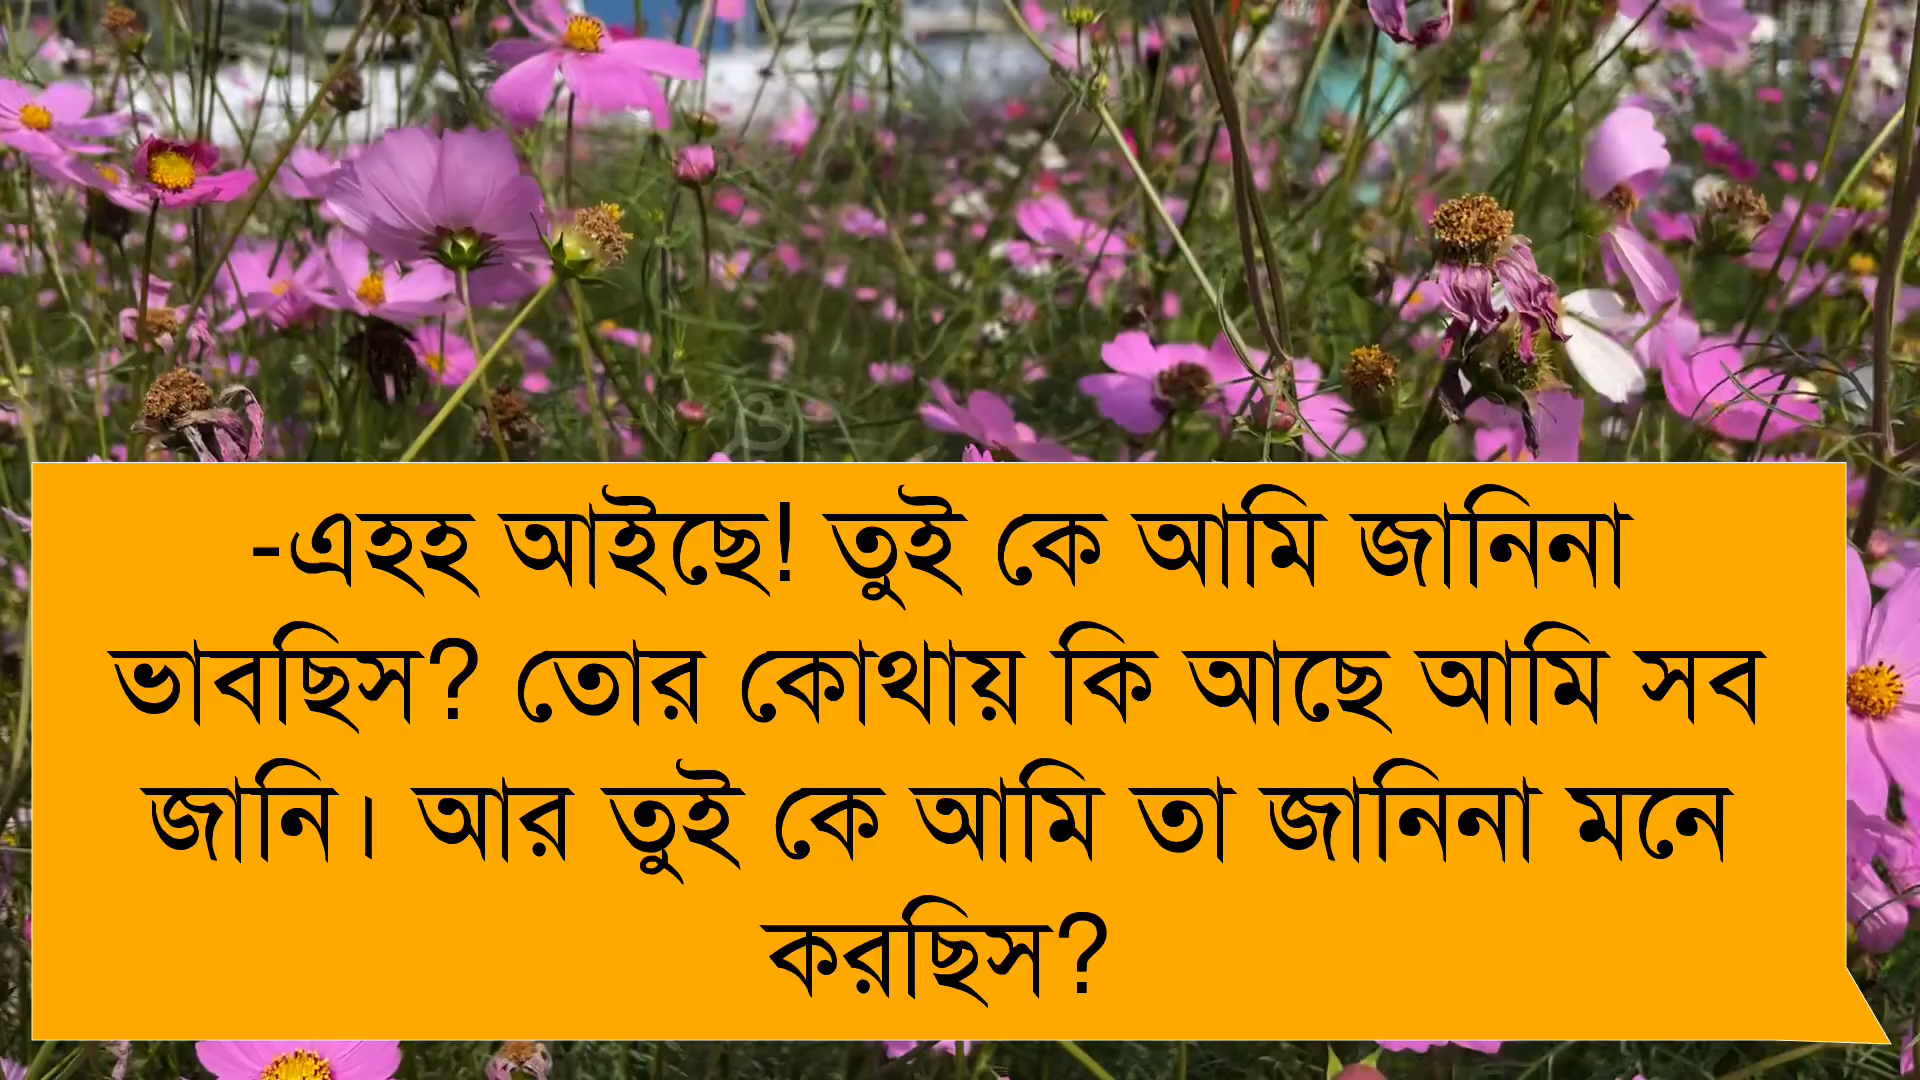 -এহহ আইছে! তুই কে আমি জানিনা
ভাবছিস? তোর কোথায় কি আছে আমি সব
জানি। আর তুই কে আমি তা জানিনা মনে
করছিস?